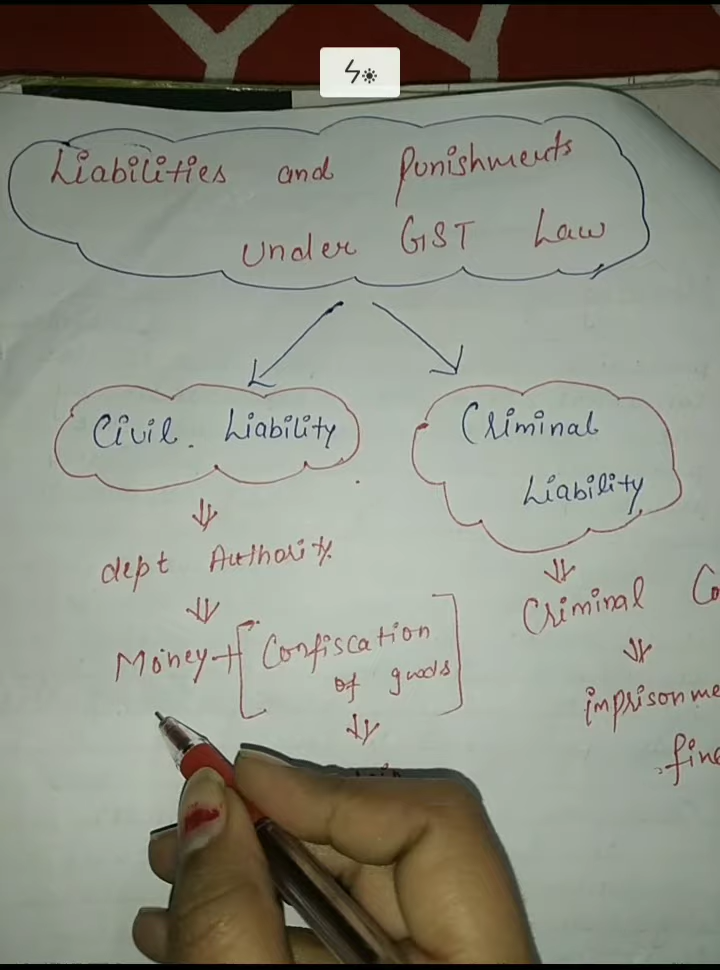 Liabilities and Punishments
Under GST Law
Civil. Liability
Criminal
Liability
dept Authority
Money + [Confiscation
of goods]
Criminal
imprisonme
fine